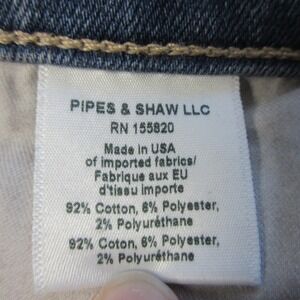 PIPES & SHAW LLC
RN 155820
Made in USA
of imported fabrics/
Fabrique aux EU
d'tissu importe
92% Cotton, 6% Polyester,
2% Polyuréthane
92% Coton, 6% Polyester,
2% Polyuréthane